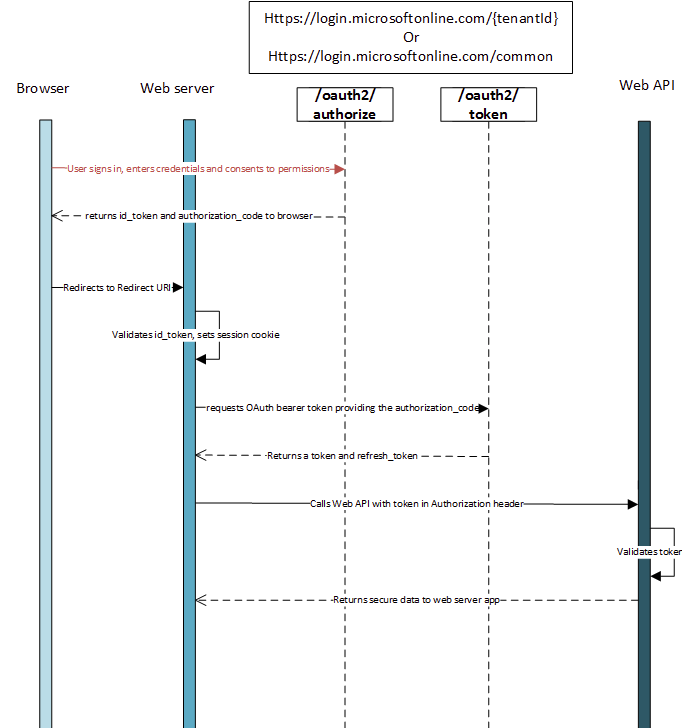 Https://login.microsoftonline.com/{tenantId}
Or
Https://login.microsoftonline.com/common
Browser
Web server
/oauth2/
authorize
/oauth2/
token
Web API
User signs in, enters credentials and consents to permissions
returns id_token and authorization_code to browser
Redirects to Redirect URI
Validates id_token, sets session cookie
requests OAuth bearer token providing the authorization_code
Returns a token and refresh_token
Calls Web API with token in Authorization header
Validates token
Returns secure data to web server app